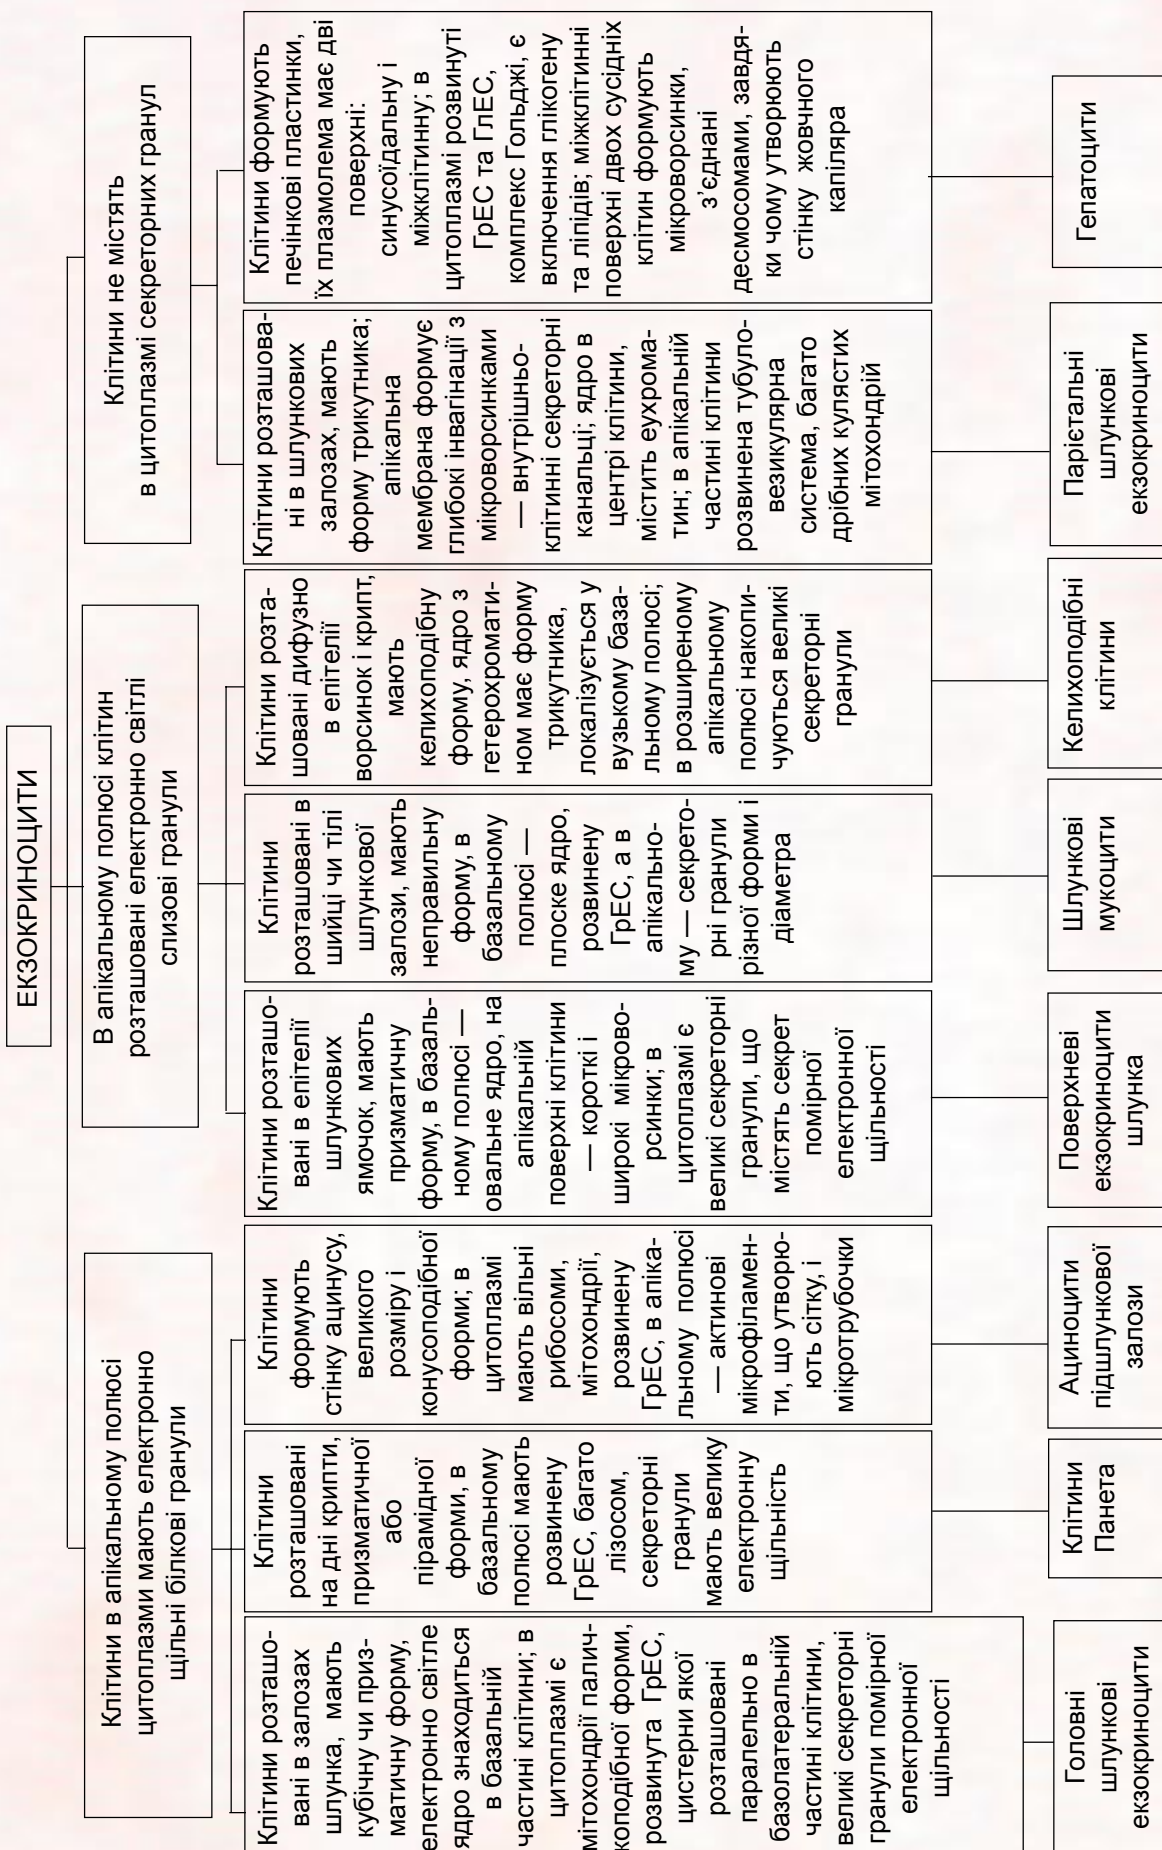 ЕКЗОКРИНОЦИТИ
Клітини в апікальному полюсі
цитоплазми мають електронно
щільні білкові гранули
В апікальному полюсі клітин
розташовані електронно світлі
слизові гранули
Клітини не містять
в цитоплазмі секреторних гранул
Клітини розташо-
вані в залозах
шлунка, мають
кубічну чи приз-
матичну форму,
електронно світле
ядро знаходиться
в базальній
частині клітини; в
цитоплазмі є
мітохондрії палич-
коподібної форми,
розвинута ГрЕС,
цистерни якої
розташовані
паралельно в
базолатеральній
частині клітини,
великі секреторні
гранули помірної
електронної
щільності
Клітини
розташовані
на дні крипти,
призматичної
або
пірамідної
форми, в
базальному
полюсі мають
розвинену
ГрЕС, багато
лізосом,
секреторні
гранули
мають велику
електронну
щільність
Клітини
формують
стінку ацинусу,
великого
розміру і
конусоподібної
форми; в
цитоплазмі
мають вільні
рибосоми,
мітохондрії,
розвинену
ГрЕС, в апіка-
льному полюсі
— актинові
мікрофіламен-
ти, що утворю-
ють сітку, і
мікротрубочки
Клітини розташо-
вані в епітелії
шлункових
ямочок, мають
призматичну
форму, в базаль-
ному полюсі —
овальне ядро, на
апікальній
поверхні клітини
— короткі і
широкі мікрово-
рсинки; в
цитоплазмі є
великі секреторні
гранули, що
містять секрет
помірної
електронної
щільності
Клітини
розташовані в
шийці чи тілі
шлункової
залози, мають
неправильну
форму, в
базальному
полюсі —
плоске ядро,
розвинену
ГрЕС, а в
апікально-
му — секрето-
рні гранули
різної форми і
діаметра
Клітини розта-
шовані дифузно
в епітелії
ворсинок і крипт,
мають
келихоподібну
форму, ядро з
гетерохромати-
ном має форму
трикутника,
локалізується у
вузькому база-
льному полюсі;
в розширеному
апікальному
полюсі накопи-
чуються великі
секреторні
гранули
Клітини розташова-
ні в шлункових
залозах, мають
форму трикутника;
апікальна
мембрана формує
глибокі інвагінації з
мікроворсинками
— внутрішньо-
клітинні секреторні
канальці; ядро в
центрі клітини,
містить еухрома-
тин; в апікальній
частині клітини
розвинена тубуло-
везикулярна
система, багато
дрібних кулястих
мітохондрій
Клітини формують
печінкові пластинки,
їх плазмолема має дві
поверхні:
синусоїдальну і
міжклітинну; в
цитоплазмі розвинуті
ГрЕС та ГлЕС,
комплекс Гольджі, є
включення глікогену
та ліпідів; міжклітинні
поверхні двох сусідніх
клітин формують
мікроворсинки,
з’єднані
десмосомами, завдя-
ки чому утворюють
стінку жовчного
капіляра
Головні
шлункові
екзокриноцити
Клітини
Панета
Ациноцити
підшлункової
залози
Поверхневі
екзокриноцити
шлунка
Шлункові
мукоцити
Келихоподібні
клітини
Парієтальні
шлункові
екзокриноцити
Гепатоцити